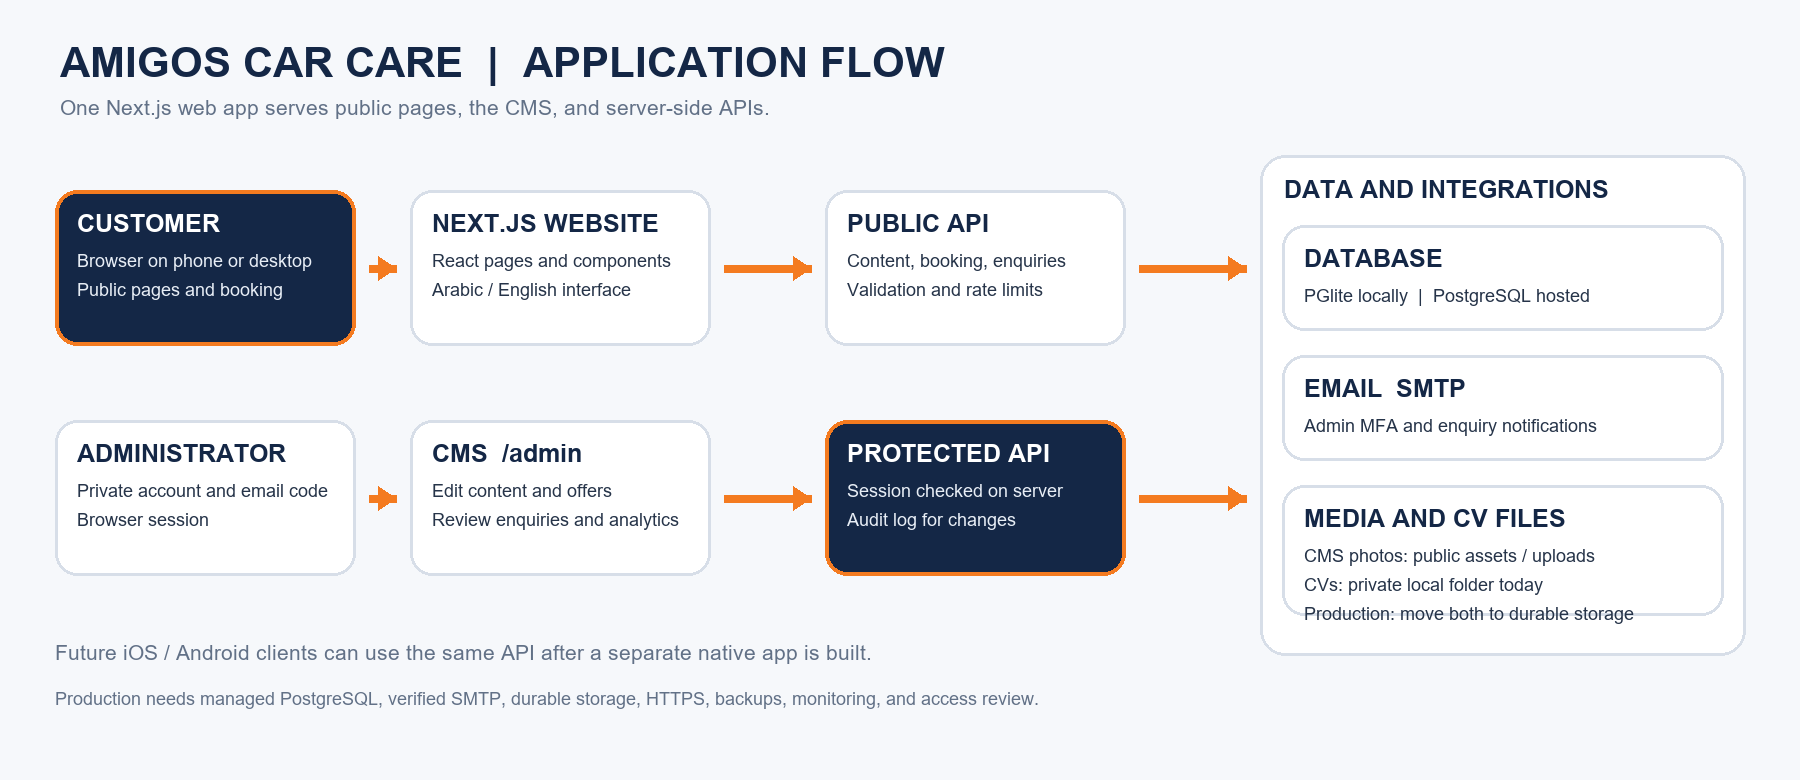 AMIGOS CAR CARE | APPLICATION FLOW
One Next.js web app serves public pages, the CMS, and server-side APIs.
CUSTOMER
Browser on phone or desktop
Public pages and booking
NEXT.JS WEBSITE
React pages and components
Arabic / English interface
PUBLIC API
Content, booking, enquiries
Validation and rate limits
DATA AND INTEGRATIONS
DATABASE
PGlite locally | PostgreSQL hosted
EMAIL SMTP
Admin MFA and enquiry notifications
MEDIA AND CV FILES
CMS photos: public assets / uploads
CVs: private local folder today
Production: move both to durable storage
ADMINISTRATOR
Private account and email code
Browser session
CMS /admin
Edit content and offers
Review enquiries and analytics
PROTECTED API
Session checked on server
Audit log for changes
Future iOS / Android clients can use the same API after a separate native app is built.
Production needs managed PostgreSQL, verified SMTP, durable storage, HTTPS, backups, monitoring, and access review.